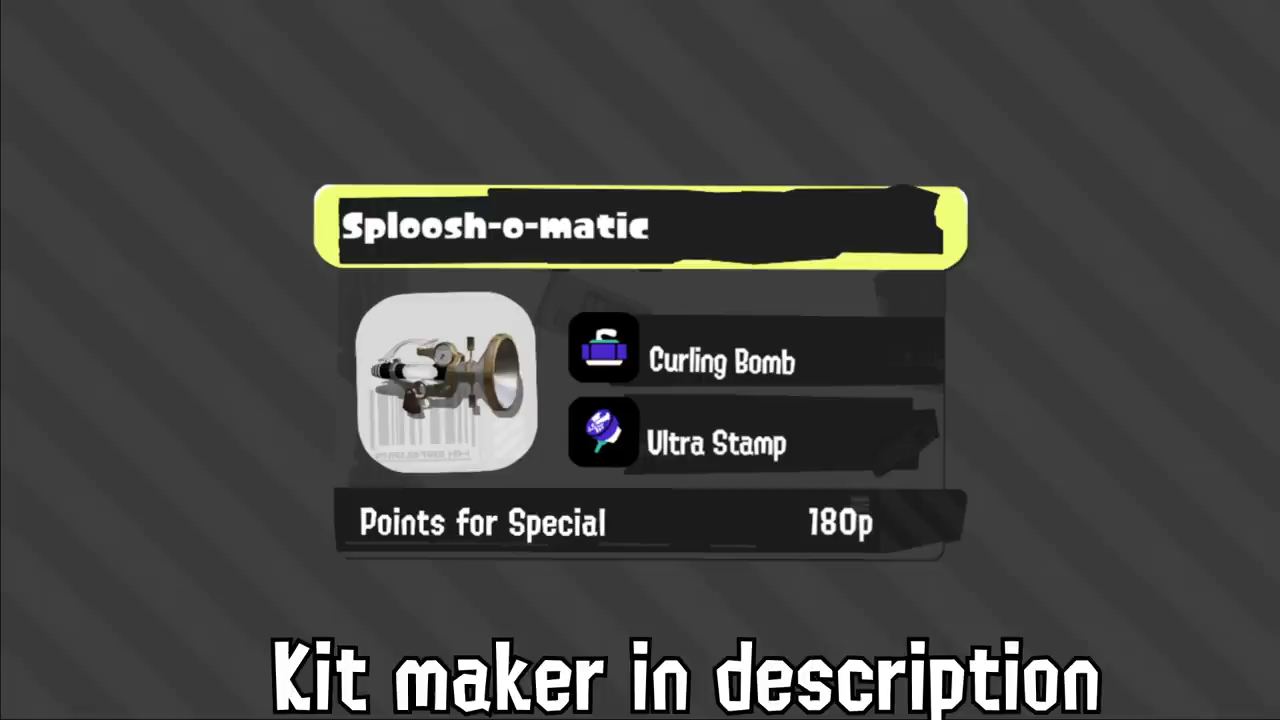 Sploosh-o-matic
Curling Bomb
Ultra Stamp
Points for Special 180p
Kit maker in description